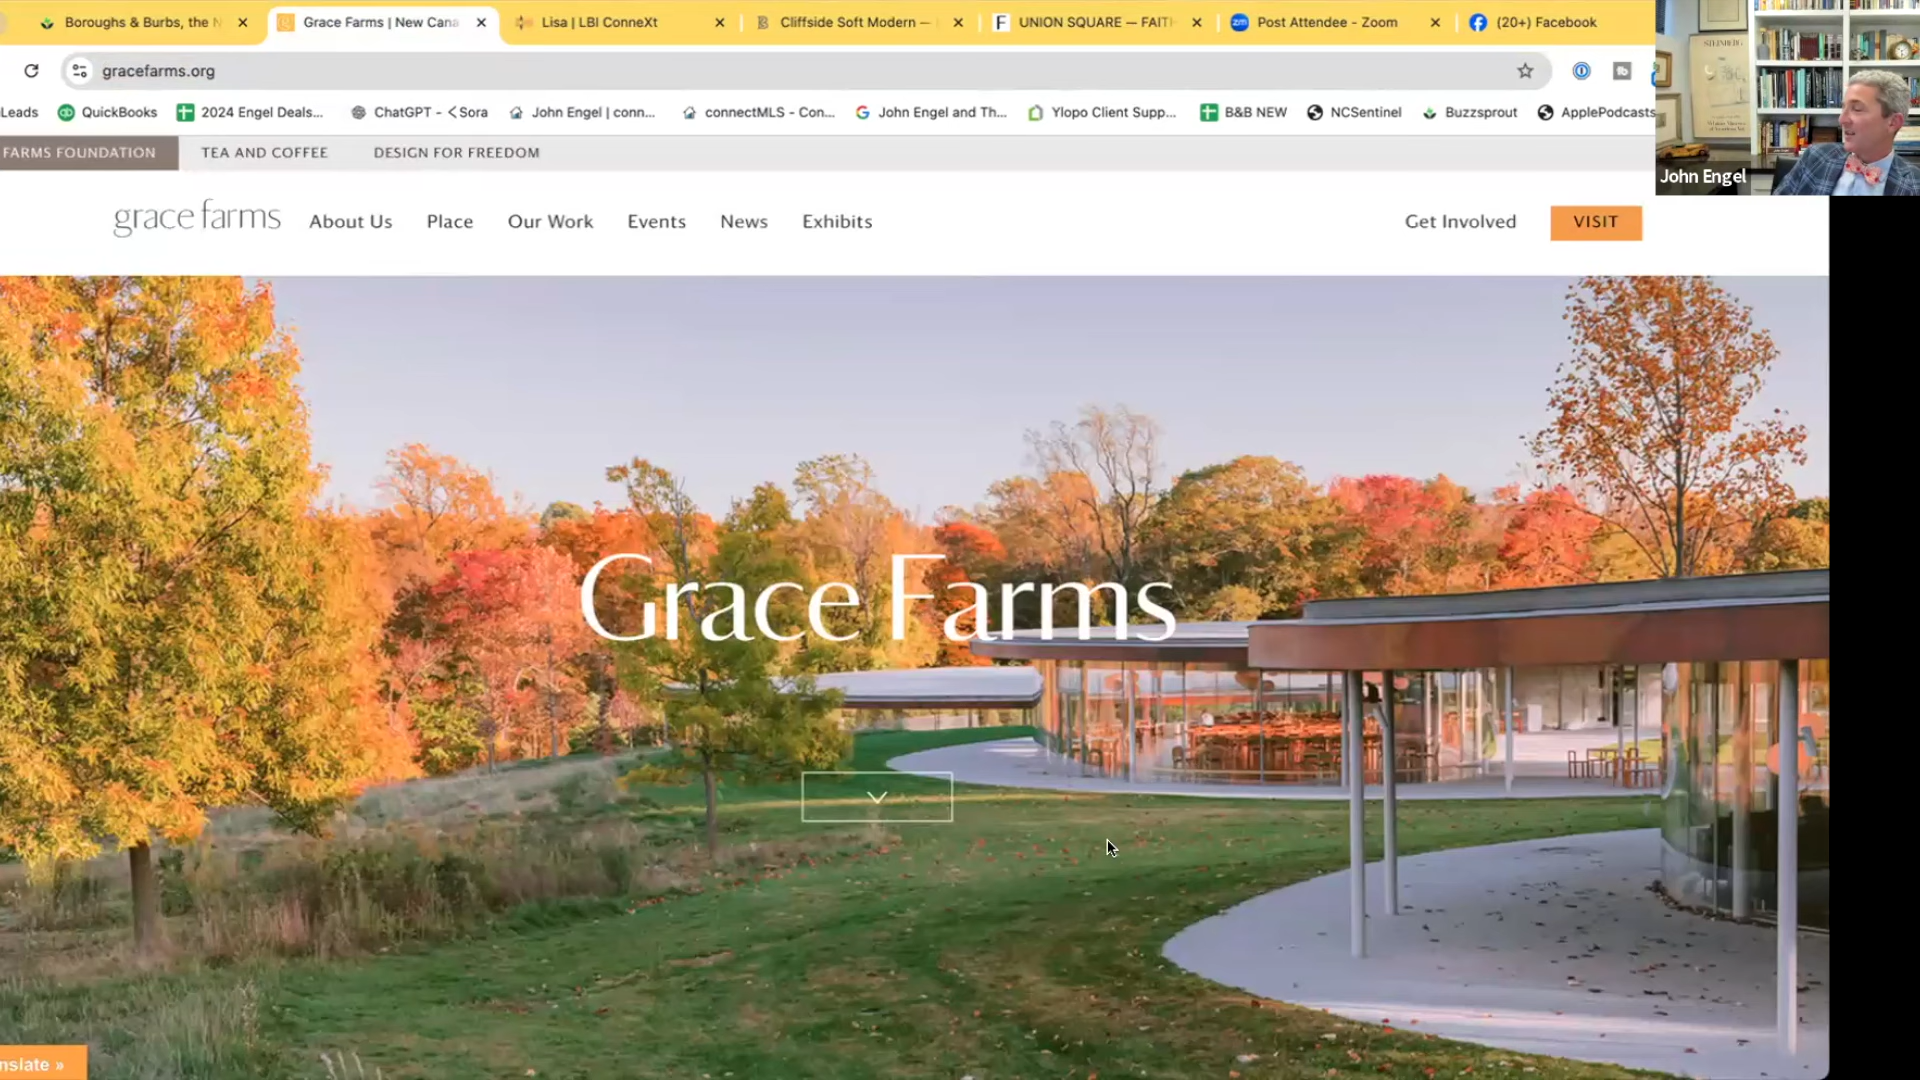 Boroughs & Burbs, the
Grace Farms | New Cana
Lisa | LBI ConneXt
Cliffside Soft Modern —
UNION SQUARE — FAIT
Post Attendee - Zoom
(20+) Facebook
gracefarms.org
Leads
QuickBooks
2024 Engel Deals...
ChatGPT - < Sora
John Engel | conn...
connectMLS - Con...
John Engel and Th...
Ylopo Client Supp...
B&B NEW
NCSentinel
Buzzsprout
ApplePodcasts
STEINBERG
John Engel
FARMS FOUNDATION
TEA AND COFFEE
DESIGN FOR FREEDOM
grace farms
About Us
Place
Our Work
Events
News
Exhibits
Get Involved
VISIT
Grace Farms
nslate »